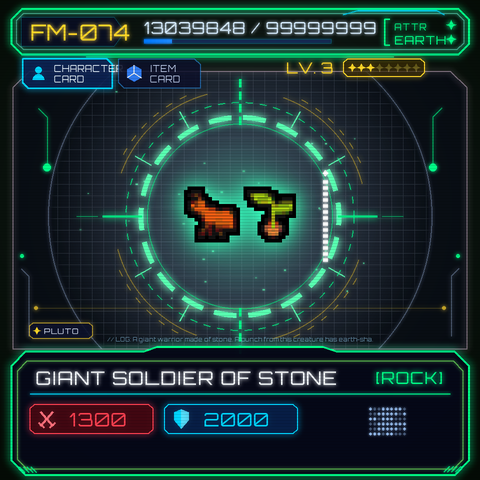 FM-074
13039848 / 99999999
ATTR
EARTH
CHARACTER
CARD
ITEM
CARD
LV. 3
PLUTO
// LOG: A giant warrior made of stone. A punch from this creature has earth-sha
GIANT SOLDIER OF STONE
[ROCK]
1300
2000